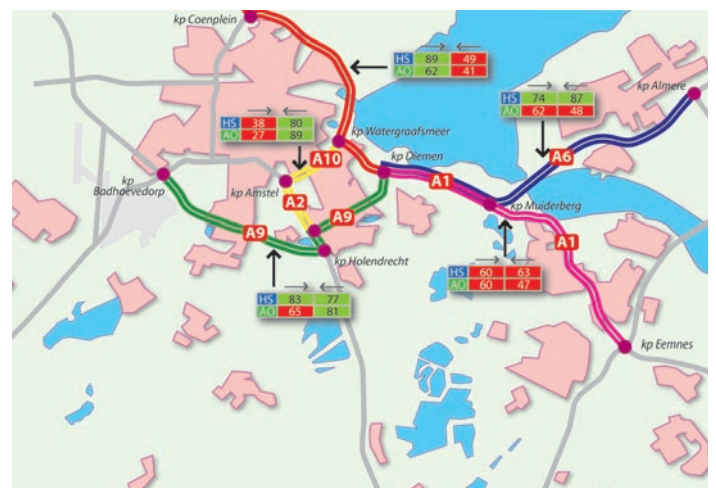 kp Coenplein
HS 89 49
AO 62 41
kp Almere
HS 74 87
AO 62 48
HS 38 80
AO 27 89
kp Watergraafsmeer
A10
kp Diemen
A6
kp
Badhoevedorp
kp Amstel
A1
A2
A9
kp Muiderberg
A9
A1
kp Holendrecht
HS 60 63
AO 60 47
HS 83 77
AO 65 81
kp Eemnes